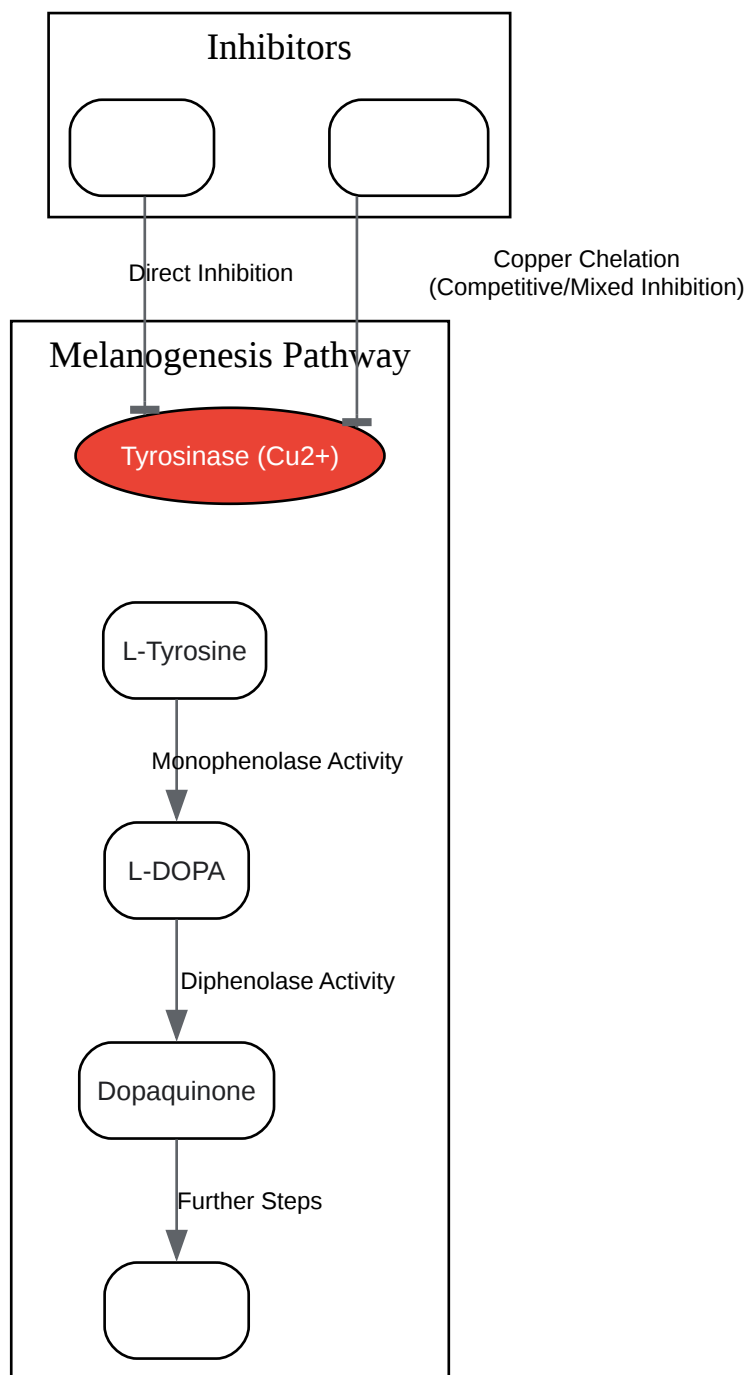 Inhibitors
Direct Inhibition
Copper Chelation
(Competitive/Mixed Inhibition)
Melanogenesis Pathway
Tyrosinase (Cu2+)
L-Tyrosine
Monophenolase Activity
L-DOPA
Diphenolase Activity
Dopaquinone
Further Steps